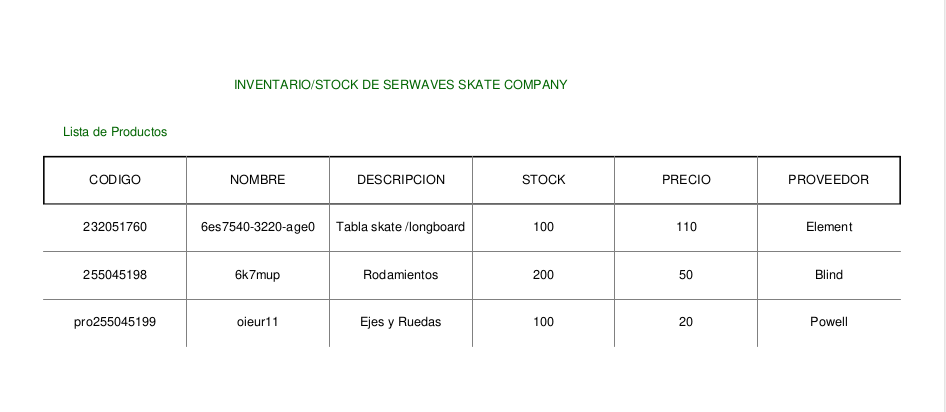 INVENTARIO/STOCK DE SERWAVES SKATE COMPANY
Lista de Productos
CODIGO NOMBRE DESCRIPCION STOCK PRECIO PROVEEDOR
232051760 6es7540-3220-age0 Tabla skate /longboard 100 110 Element
255045198 6k7mup Rodamientos 200 50 Blind
pro255045199 oieur11 Ejes y Ruedas 100 20 Powell